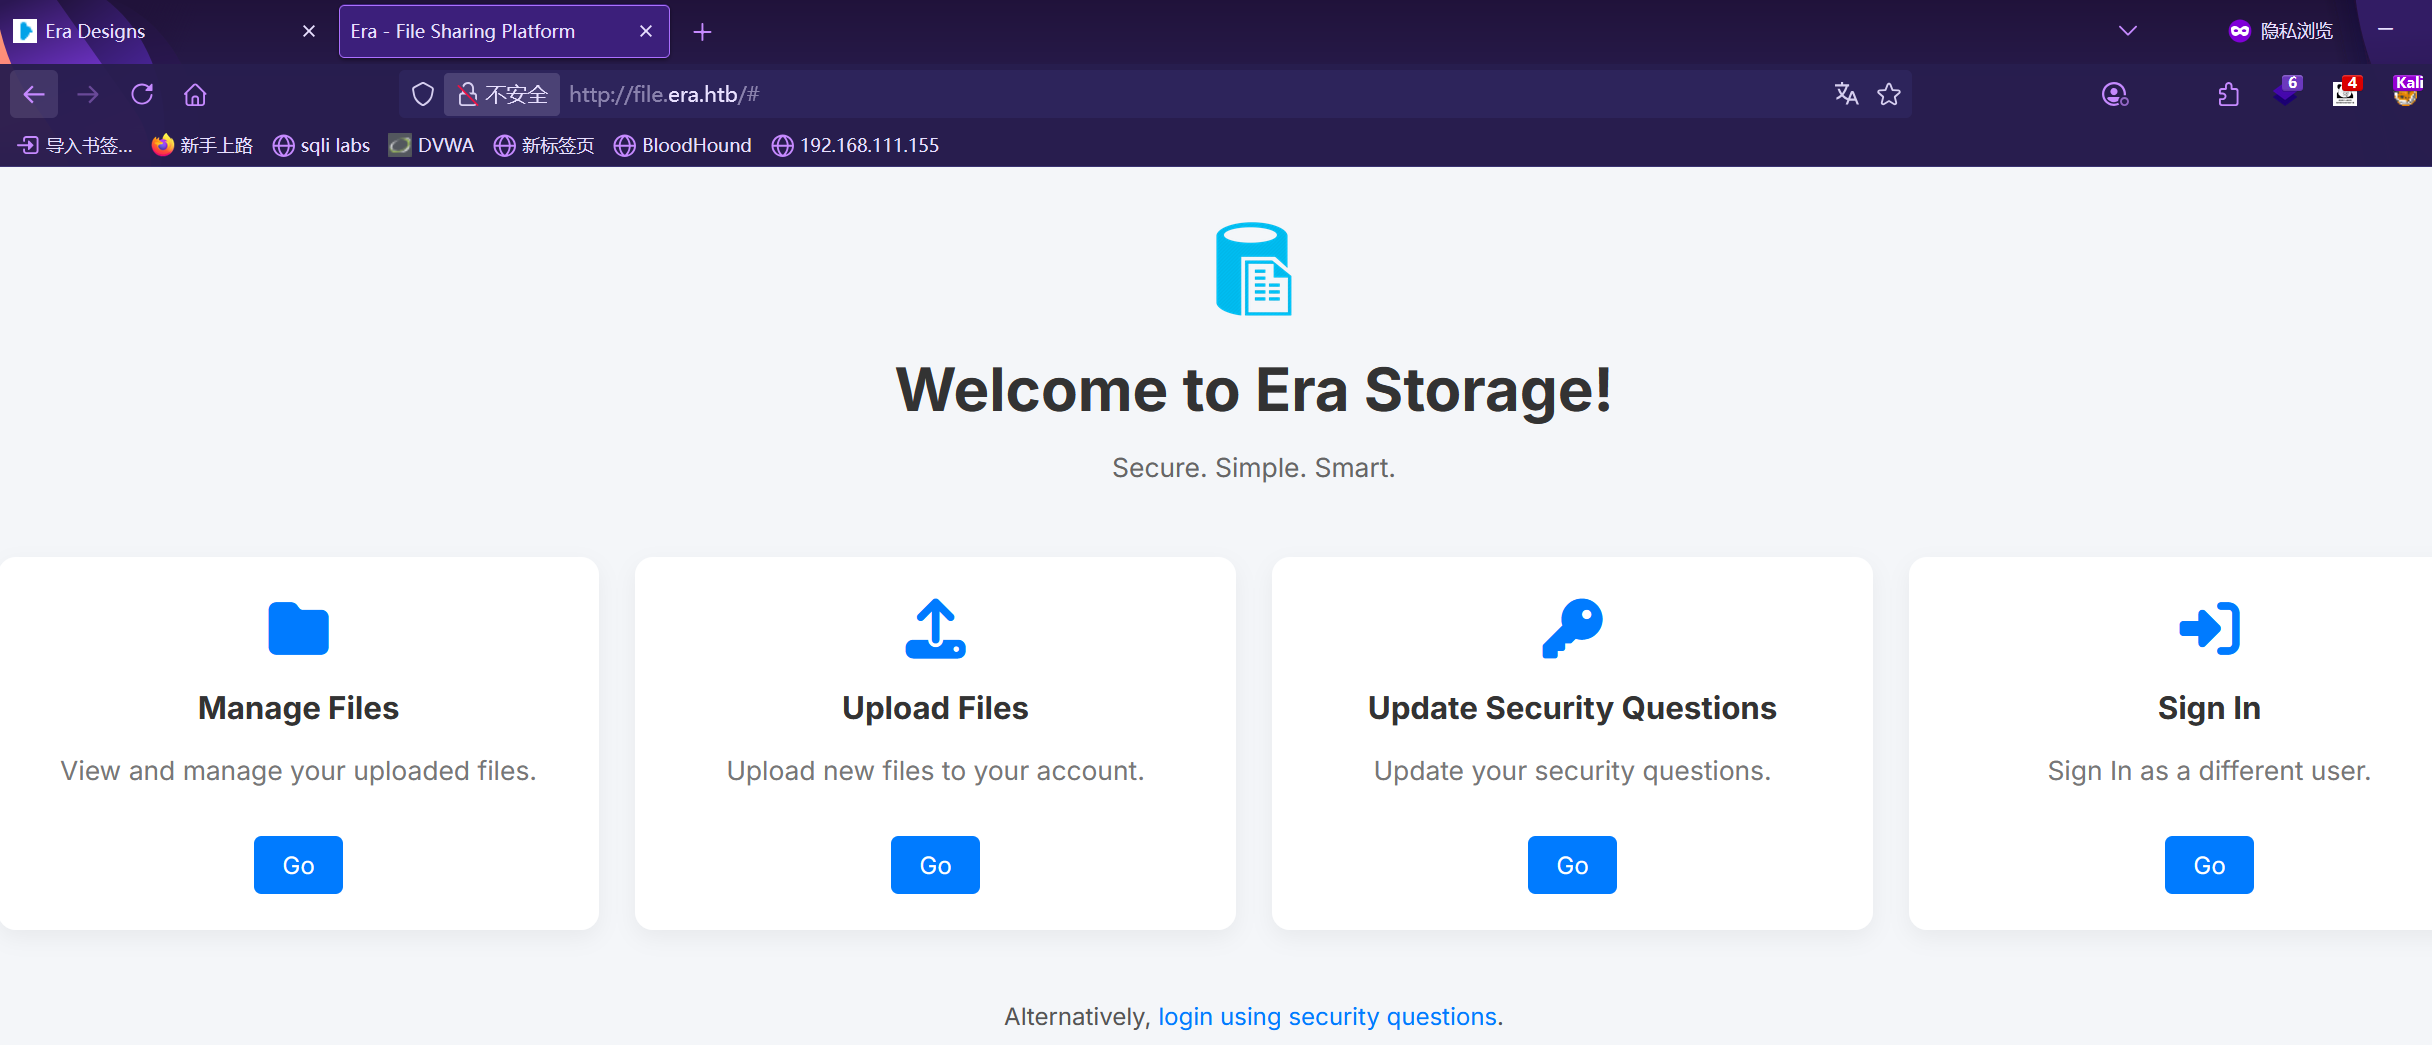 Era Designs
Era - File Sharing Platform
隐私浏览
不安全
http://file.era.htb/#
6
4
Kali
导入书签...
新手上路
sqli labs
DVWA
新标签页
BloodHound
192.168.111.155
Welcome to Era Storage!
Secure. Simple. Smart.
Manage Files
View and manage your uploaded files.
Go
Upload Files
Upload new files to your account.
Go
Update Security Questions
Update your security questions.
Go
Sign In
Sign In as a different user.
Go
Alternatively, login using security questions.